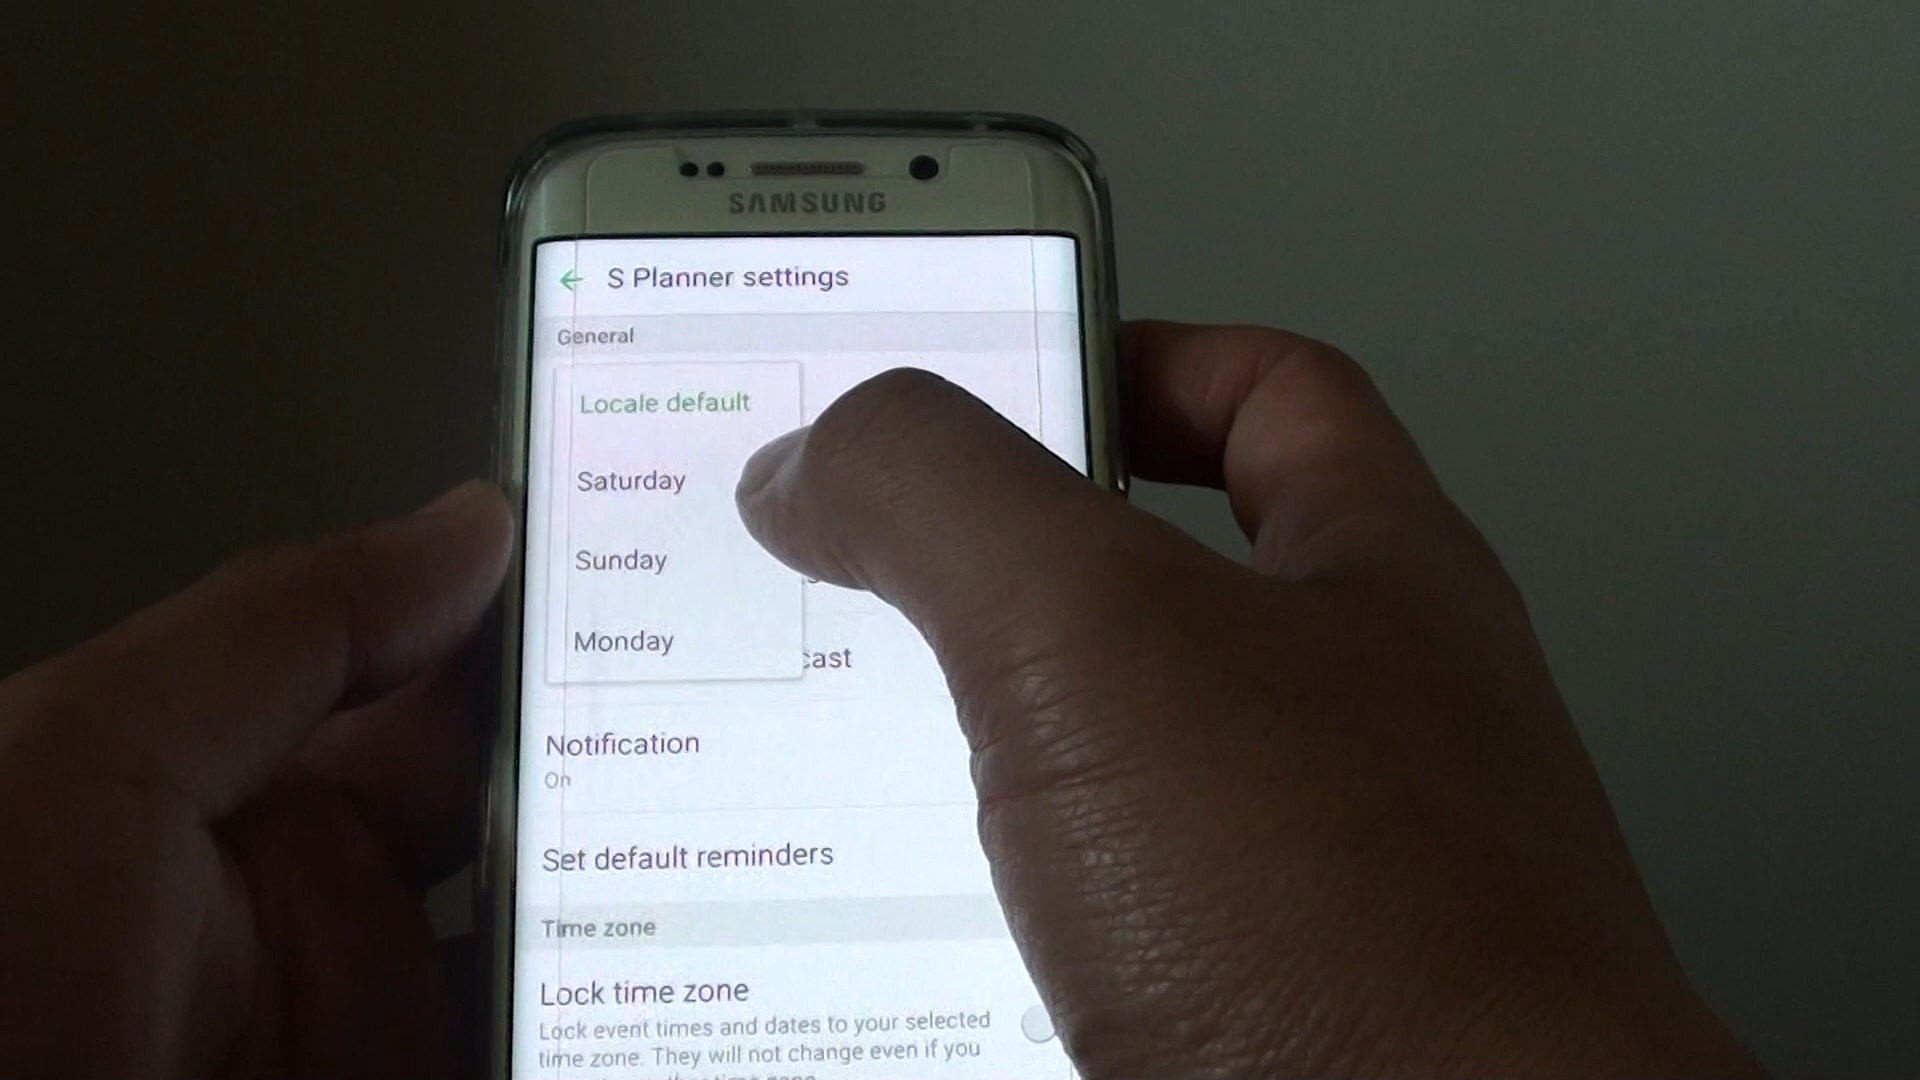 SAMSUNG
S Planner settings
General
Locale default
Saturday
Sunday
Monday
Notification
On
Set default reminders
Time zone
Lock time zone
Lock event times and dates to your selected
time zone. They will not change even if you